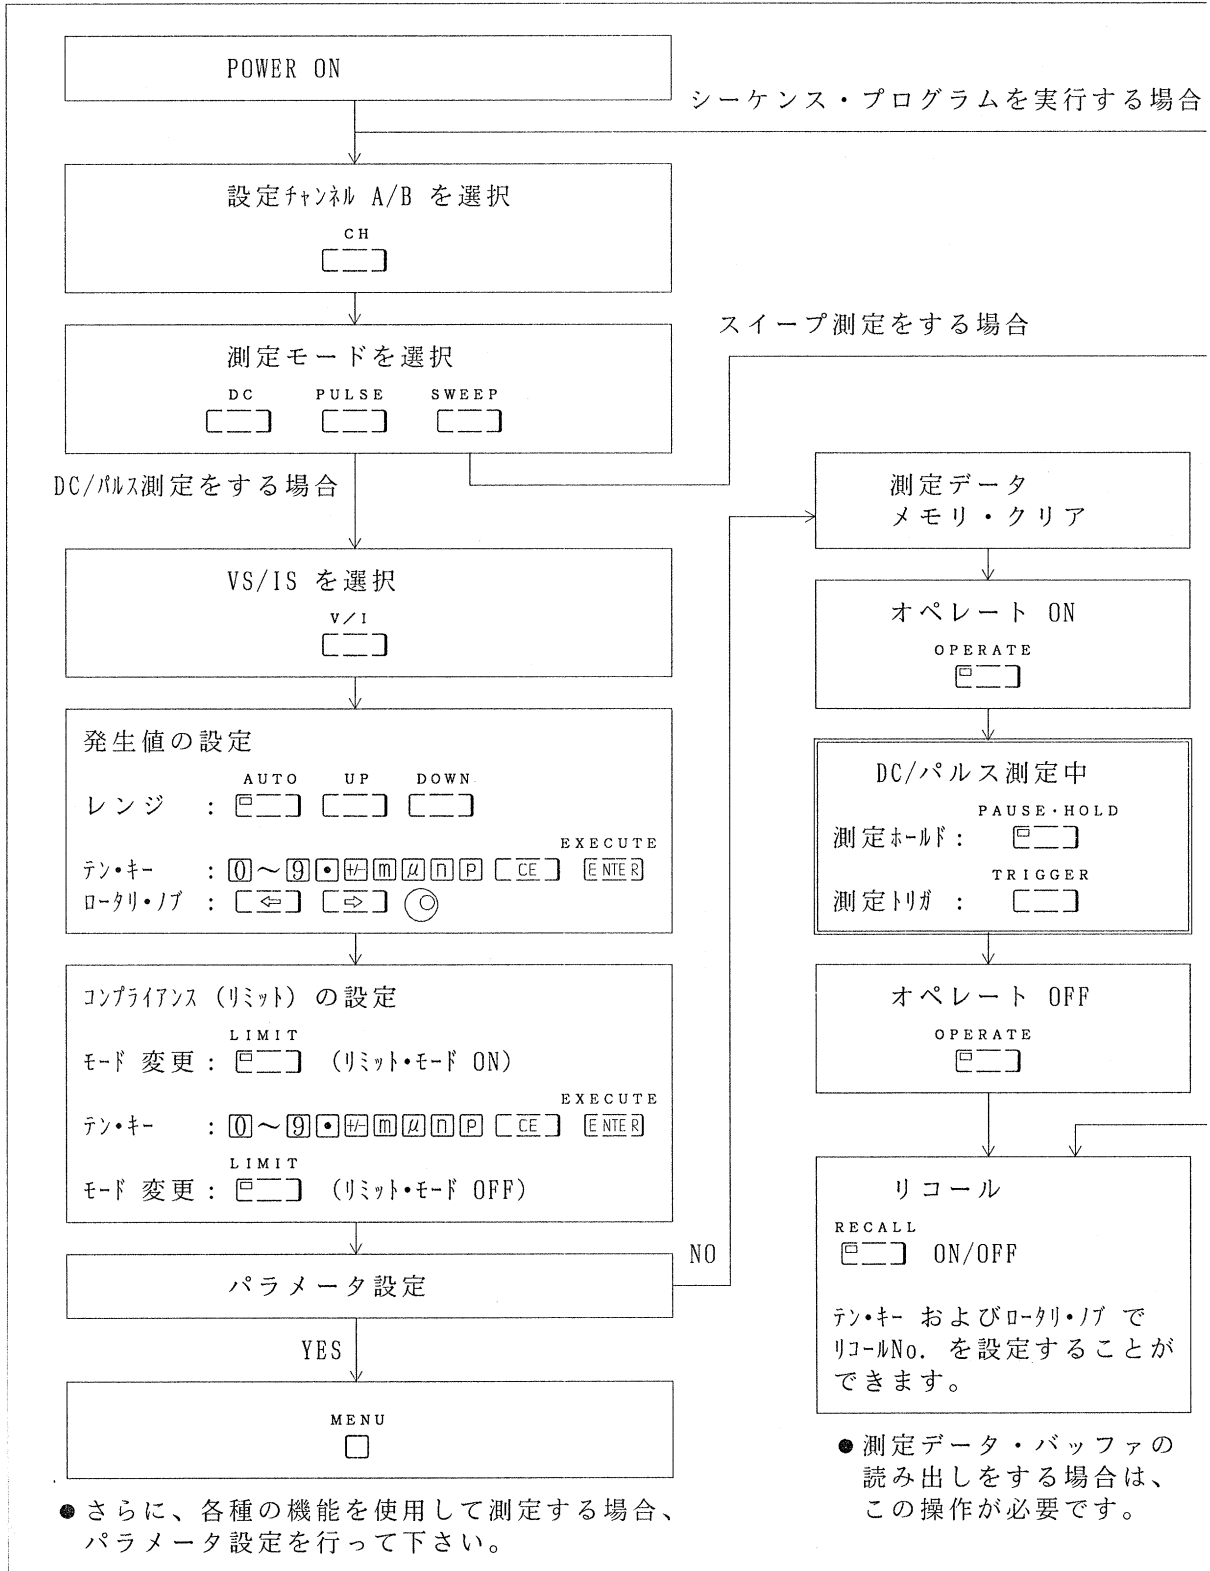 POWER ON
シーケンス・プログラムを実行する場合
設定ﾁｬﾝﾈﾙ A/B を選択
CH
スイープ測定をする場合
測定モードを選択
DC PULSE SWEEP
DC/ﾊﾟﾙｽ測定をする場合
VS/IS を選択
V/I
発生値の設定
AUTO UP DOWN
レンジ :
EXECUTE
ﾃﾝ・ｷｰ : 0～9・+/-mμnp CE ENTER
ﾛｰﾀﾘ・ﾉﾌﾞ : ⇦ ⇨
ｺﾝﾌﾟﾗｲｱﾝｽ (ﾘﾐｯﾄ) の設定
LIMIT
ﾓｰﾄﾞ 変更: (ﾘﾐｯﾄ・ﾓｰﾄﾞ ON)
EXECUTE
ﾃﾝ・ｷｰ : 0～9・+/-mμnp CE ENTER
LIMIT
ﾓｰﾄﾞ 変更: (ﾘﾐｯﾄ・ﾓｰﾄﾞ OFF)
パラメータ設定
NO
YES
MENU
●さらに、各種の機能を使用して測定する場合、
パラメータ設定を行って下さい。
測定データ
メモリ・クリア
オペレート ON
OPERATE
DC/パルス測定中
PAUSE・HOLD
測定ﾎｰﾙﾄﾞ:
TRIGGER
測定ﾄﾘｶﾞ :
オペレート OFF
OPERATE
リコール
RECALL
ON/OFF
ﾃﾝ・ｷｰ およびﾛｰﾀﾘ・ﾉﾌﾞ で
ﾘｺｰﾙNo. を設定することが
できます。
●測定データ・バッファの
読み出しをする場合は、
この操作が必要です。